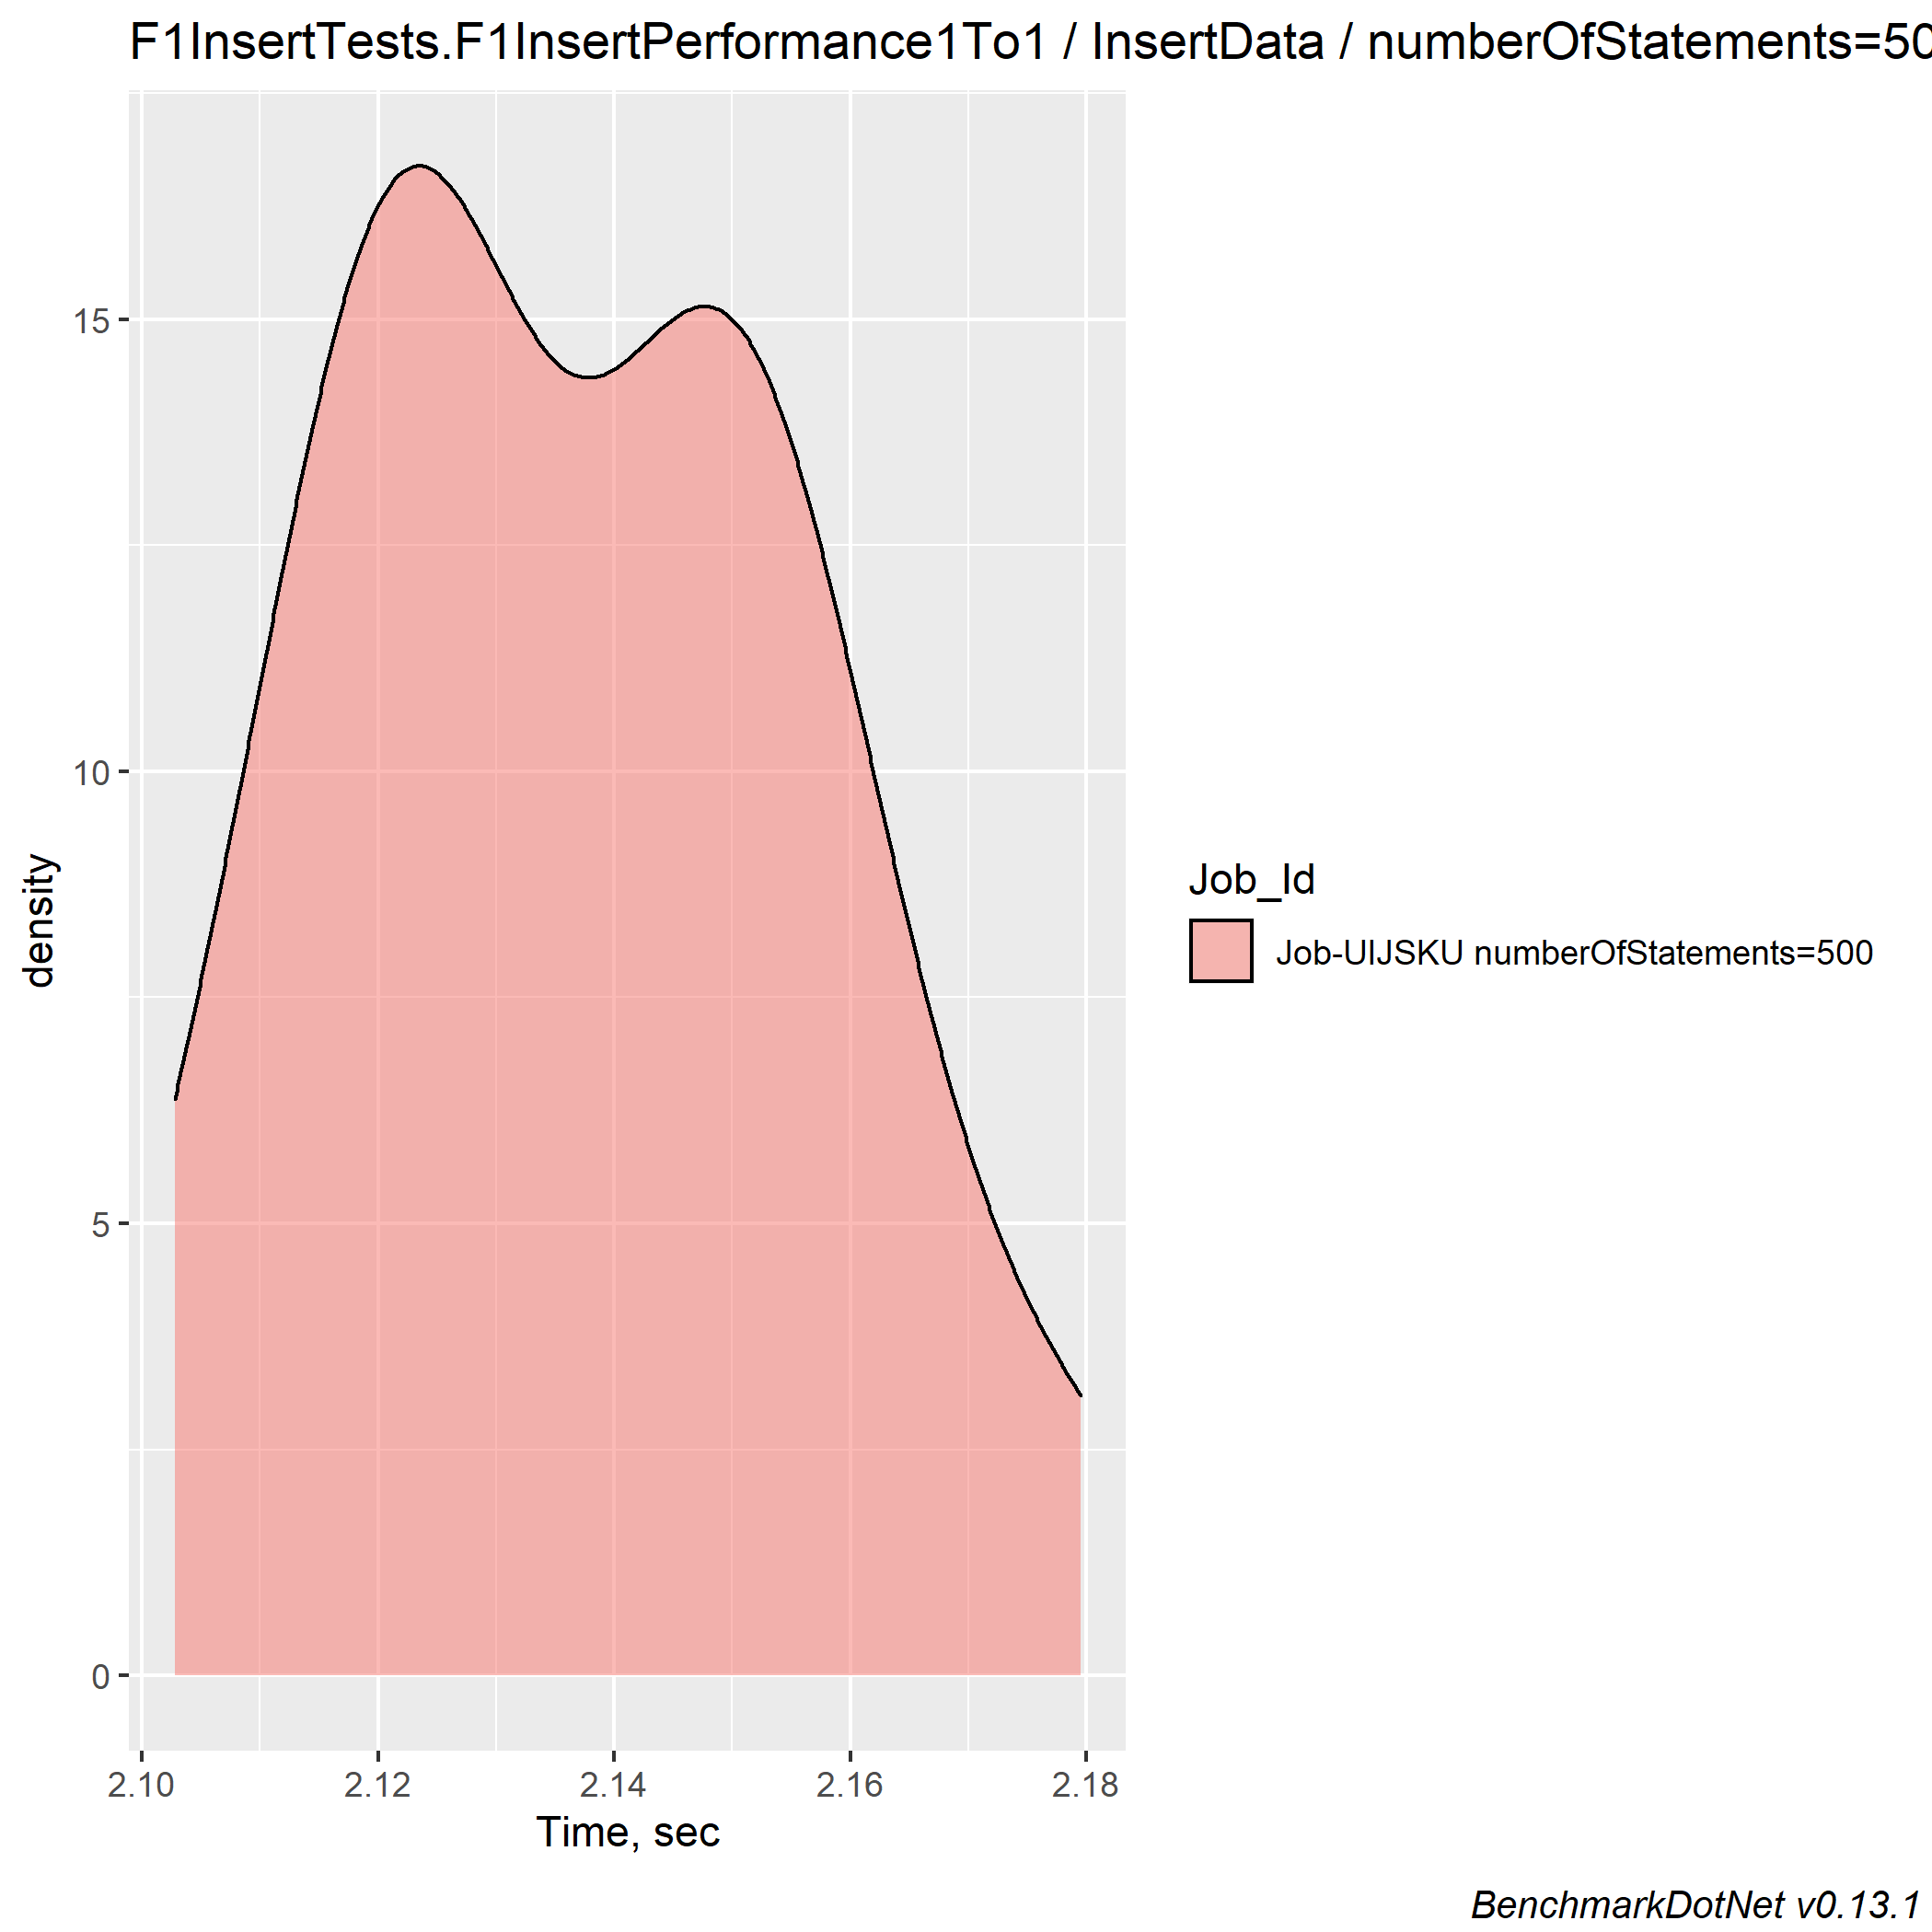 F1InsertTests.F1InsertPerformance1To1 / InsertData / numberOfStatements=50
15
10
5
0
density
2.10 2.12 2.14 2.16 2.18
Time, sec
Job_Id
Job-UIJSKU numberOfStatements=500
BenchmarkDotNet v0.13.1